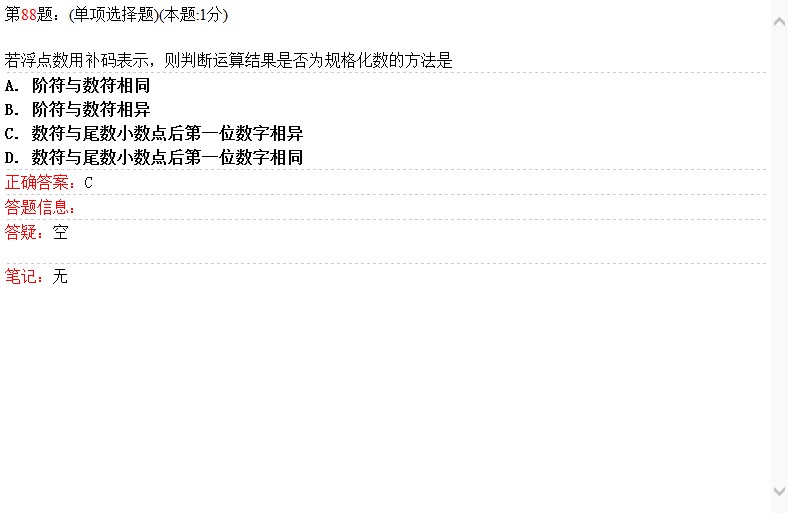 第88题：(单项选择题)(本题:1分)
若浮点数用补码表示，则判断运算结果是否为规格化数的方法是
A. 阶符与数符相同
B. 阶符与数符相异
C. 数符与尾数小数点后第一位数字相异
D. 数符与尾数小数点后第一位数字相同
正确答案：C
答题信息：
答疑：空
笔记：无